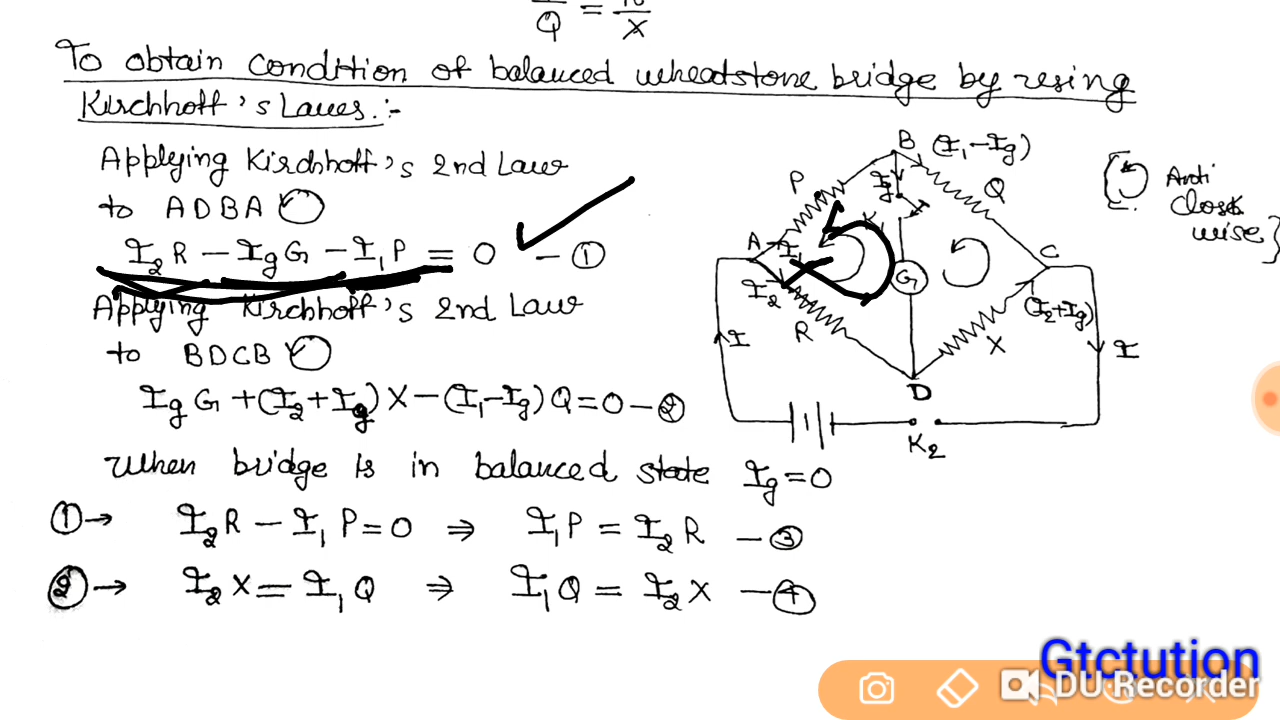 Q = X
To obtain condition of balanced wheatstone bridge by using
Kirchhoff's Laws :-
Applying Kirchhoff's 2nd Law
to ADBA
I₂R - IgG - I₁P = 0 - ①
Applying Kirchhoff's 2nd Law
to BDCB
IgG + (I₂+Ig)X - (I₁-Ig)Q = 0 - ②
When bridge is in balanced state Ig = 0
① → I₂R - I₁P = 0 ⇒ I₁P = I₂R - ③
② → I₂X = I₁Q ⇒ I₁Q = I₂X - ④
B (I₁-Ig)
P
Ig
Q
K₁
A
I₁
G
C
I₂
R
X
(I₂+Ig)
D
I
I
K₂
Anti
Clock
wise
Gtctution
DU Recorder